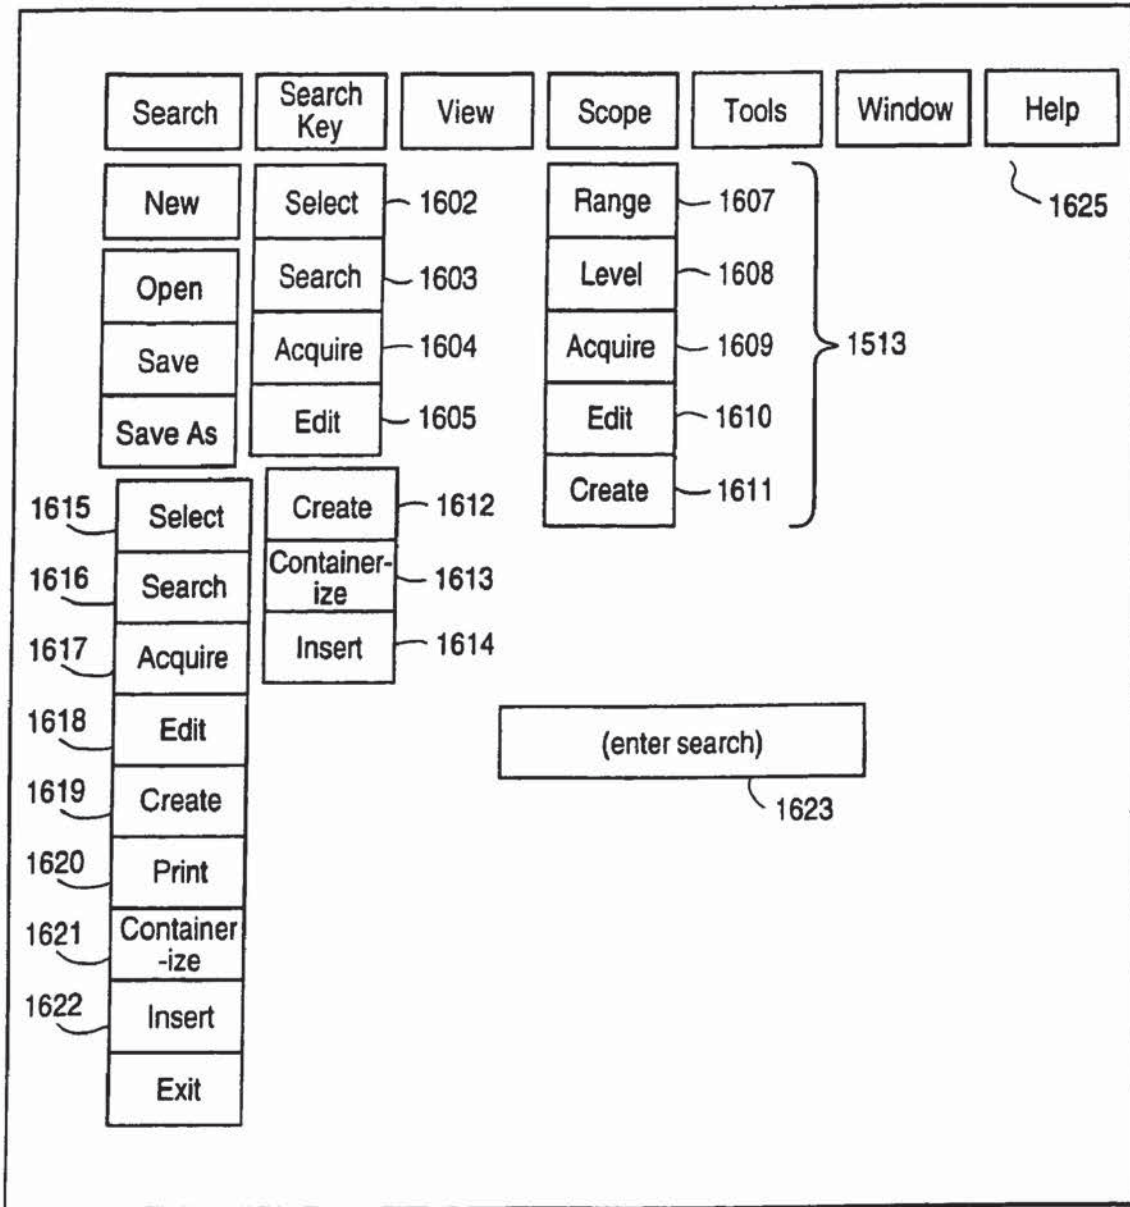 Search
Search
Key
View
Scope
Tools
Window
Help
New
Select
1602
Range
1607
1625
Open
Search
1603
Level
1608
Save
Acquire
1604
Acquire
1609
1513
Save As
Edit
1605
Edit
1610
Create
1611
1615
Select
Create
1612
1616
Search
Container-
ize
1613
1617
Acquire
Insert
1614
1618
Edit
(enter search)
1623
1619
Create
1620
Print
1621
Container
-ize
1622
Insert
Exit